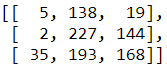 [[  5, 138,  19],
 [  2, 227, 144],
 [ 35, 193, 168]]